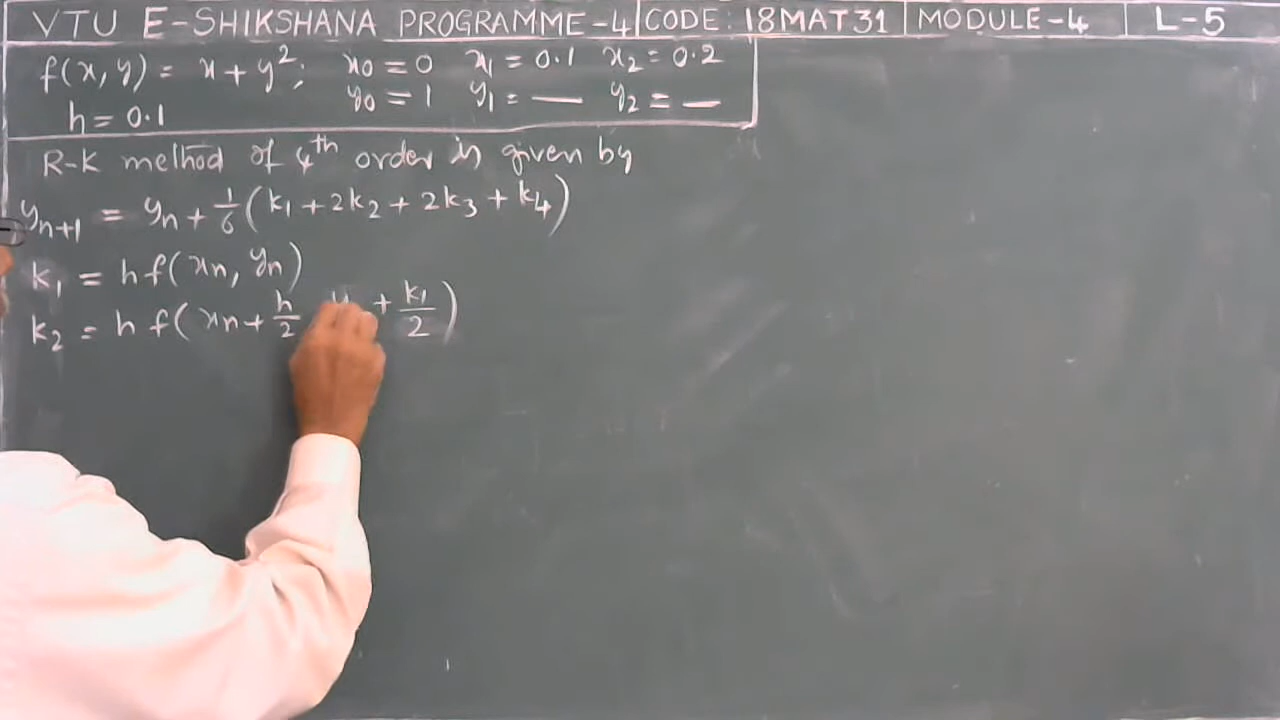 VTU E-SHIKSHANA PROGRAMME-4 | CODE: 18MAT31 | MODULE-4 | L-5
f(x, y) = x + y²; x₀ = 0 x₁ = 0.1 x₂ = 0.2
h = 0.1 y₀ = 1 y₁ = — y₂ = —
R-K method of 4th order is given by
yₙ₊₁ = yₙ + 1/6 (k₁ + 2k₂ + 2k₃ + k₄)
k₁ = h f(xₙ, yₙ)
k₂ = h f(xₙ + h/2 + k₁/2)